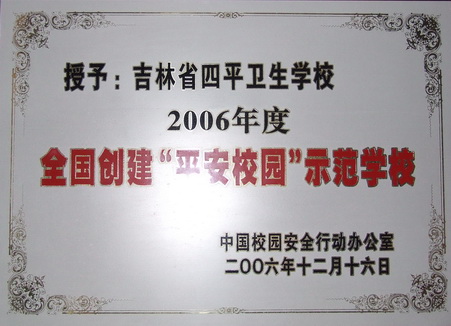 授予：吉林省四平卫生学校
2006年度
全国创建“平安校园”示范学校
中国校园安全行动办公室
二〇〇六年十二月十六日